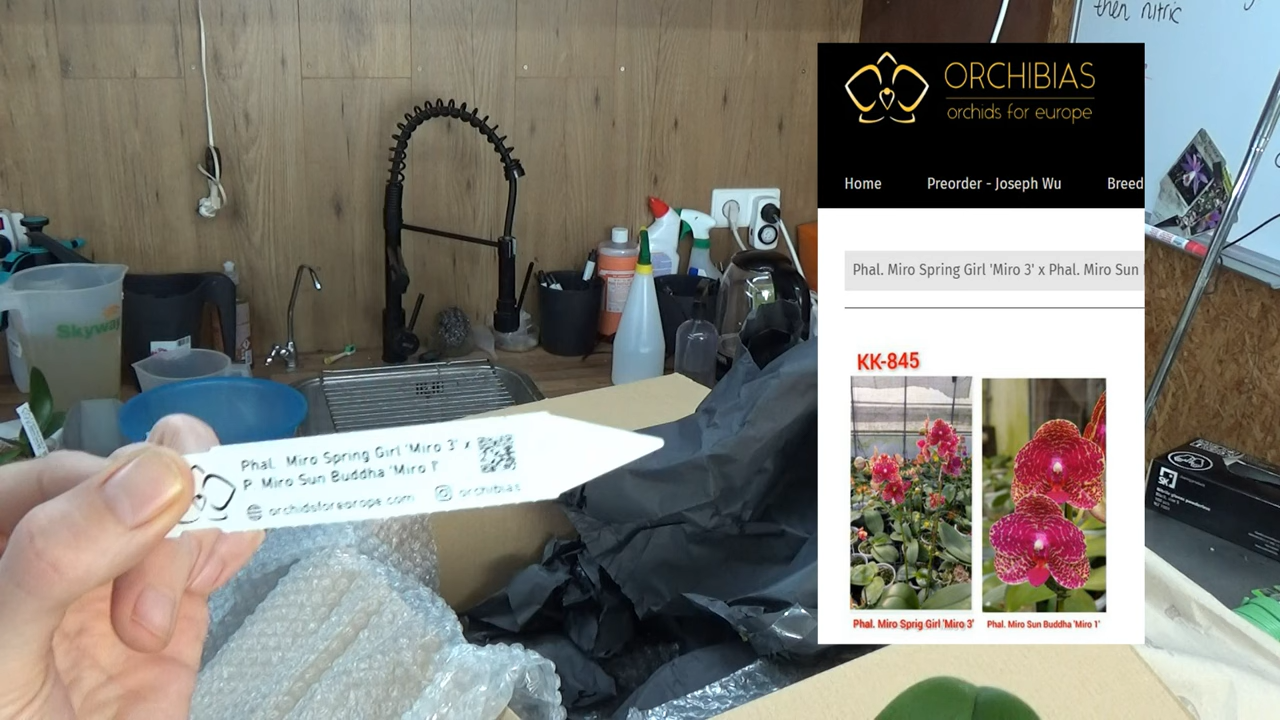 then nitric
ORCHIBIAS
orchids for europe
Home Preorder - Joseph Wu Breed
Phal. Miro Spring Girl 'Miro 3' x Phal. Miro Sun
KK-845
Phal. Miro Sprig Girl 'Miro 3' Phal. Miro Sun Buddha 'Miro 1'
Skyway
Phal. Miro Spring Girl 'Miro 3' x
P Miro Sun Buddha 'Miro 1'
orchidsforeurope.com orchibias